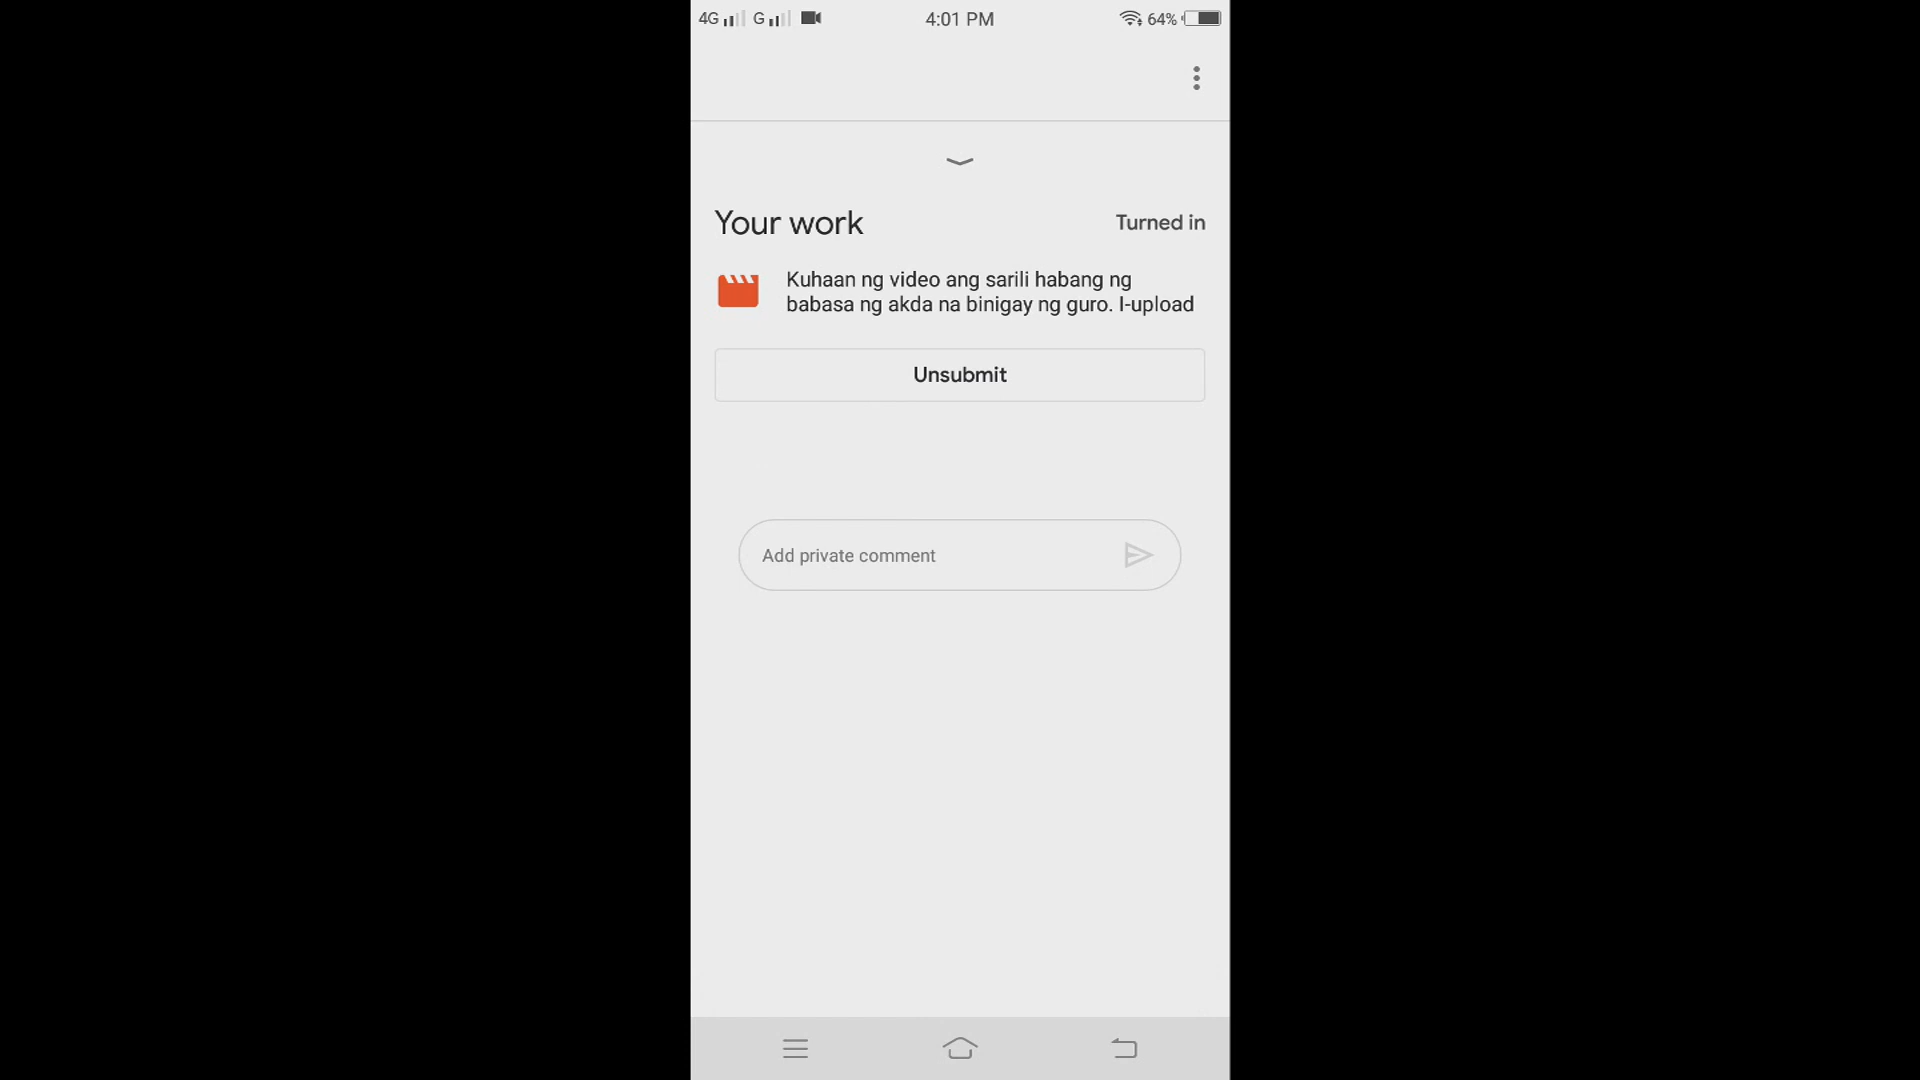 4G G 4:01 PM 64%
Your work Turned in
Kuhaan ng video ang sarili habang ng
babasa ng akda na binigay ng guro. I-upload
Unsubmit
Add private comment